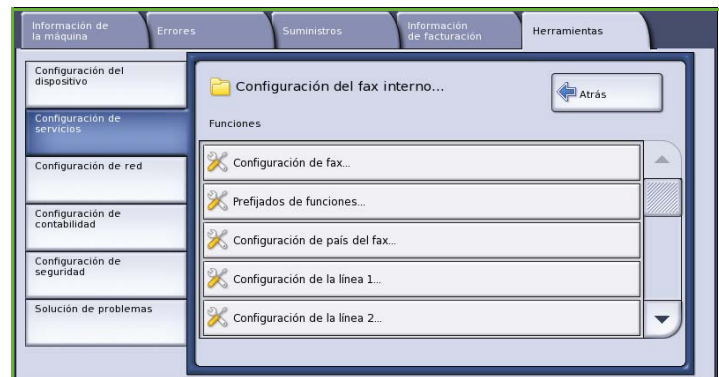 Información de
la máquina
Errores
Suministros
Información
de facturación
Herramientas
Configuración del
dispositivo
Configuración de
servicios
Configuración de red
Configuración de
contabilidad
Configuración de
seguridad
Solución de problemas
Configuración del fax interno...
Atrás
Funciones
Configuración de fax...
Prefijados de funciones...
Configuración de país del fax...
Configuración de la línea 1...
Configuración de la línea 2...